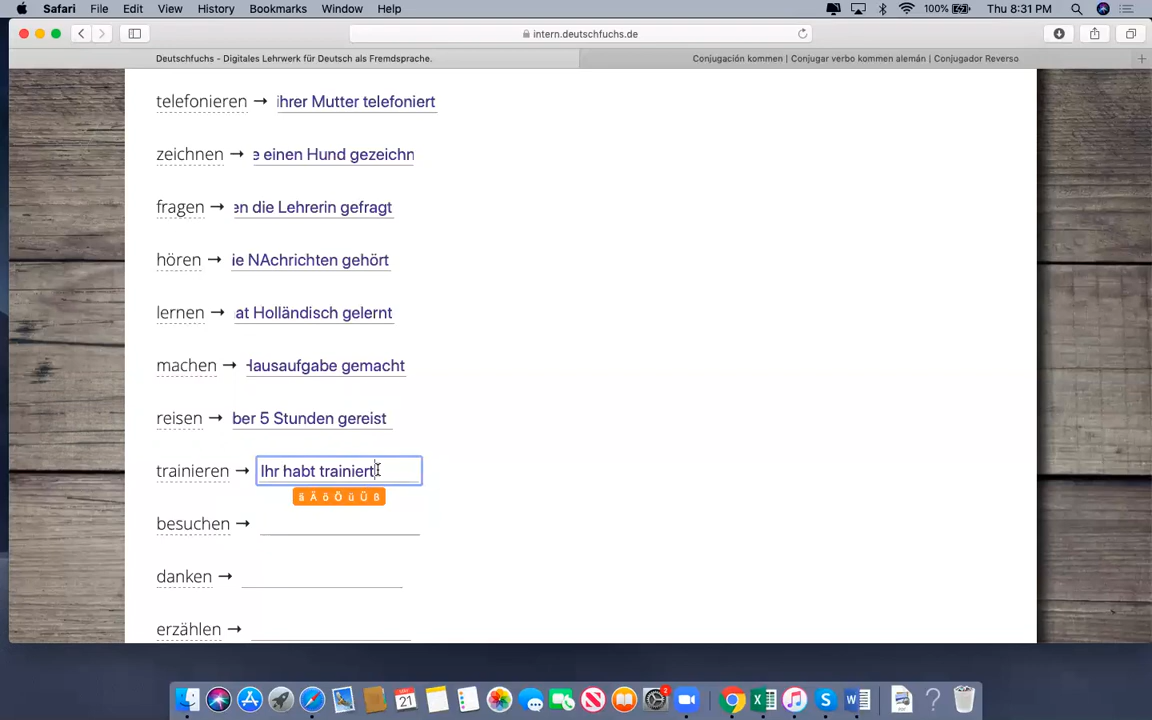 Safari File Edit View History Bookmarks Window Help 100% Thu 8:31 PM
intern.deutschfuchs.de
Deutschfuchs - Digitales Lehrwerk für Deutsch als Fremdsprache. Conjugación kommen | Conjugar verbo kommen alemán | Conjugador Reverso
telefonieren → ihrer Mutter telefoniert
zeichnen → e einen Hund gezeichn
fragen → en die Lehrerin gefragt
hören → ie NAchrichten gehört
lernen → at Holländisch gelernt
machen → Hausaufgabe gemacht
reisen → ber 5 Stunden gereist
trainieren → Ihr habt trainiert
ä Ä ö Ö ü Ü ß
besuchen →
danken →
erzählen →
21
2